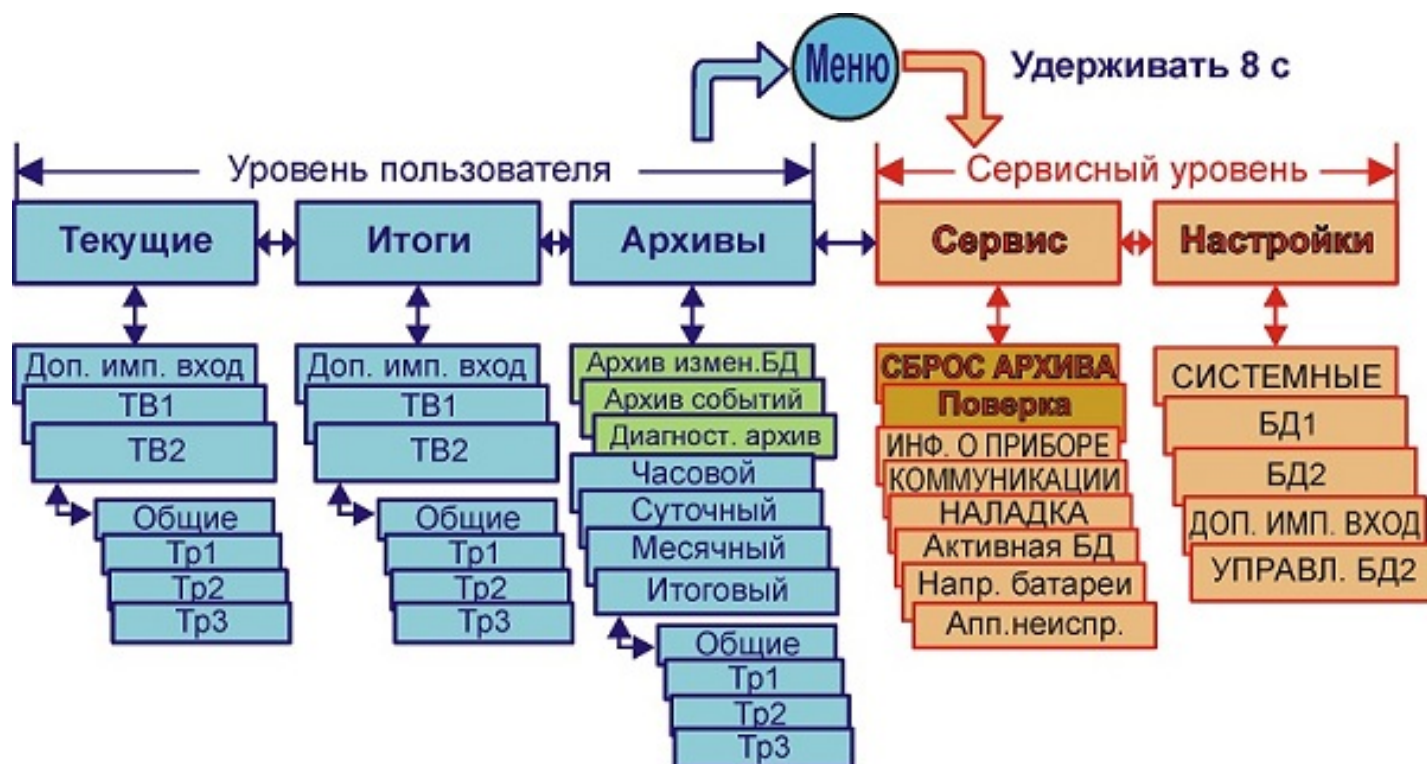 Меню
Удерживать 8 с
Уровень пользователя
Сервисный уровень
Текущие
Итоги
Архивы
Сервис
Настройки
Доп. имп. вход
ТВ1
ТВ2
Общие
Тр1
Тр2
Тр3
Доп. имп. вход
ТВ1
ТВ2
Общие
Тр1
Тр2
Тр3
Архив измен.БД
Архив событий
Диагност. архив
Часовой
Суточный
Месячный
Итоговый
Общие
Тр1
Тр2
Тр3
СБРОС АРХИВА
Поверка
ИНФ. О ПРИБОРЕ
КОММУНИКАЦИИ
НАЛАДКА
Активная БД
Напр. батареи
Апп.неиспр.
СИСТЕМНЫЕ
БД1
БД2
ДОП. ИМП. ВХОД
УПРАВЛ. БД2